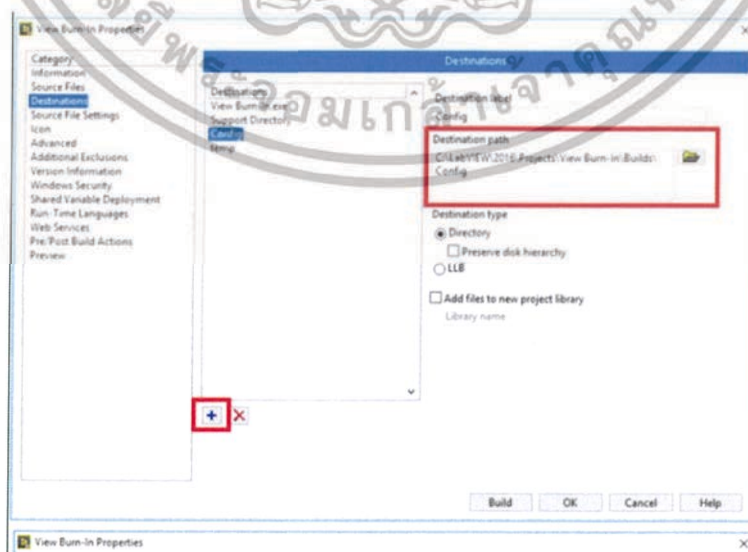 View Burn-In Properties
Category
Information
Source Files
Destinations
Source File Settings
Icon
Advanced
Additional Exclusions
Version Information
Windows Security
Shared Variable Deployment
Run-Time Languages
Web Services
Pre/Post Build Actions
Preview
Destinations
Destinations
View Burn-In.exe
Support Directory
Config
temp
Destination label
Config
Destination path
C:\LabVIEW\2016\Projects\View Burn-in\Builds\
Config
Destination type
Directory
Preserve disk hierarchy
LLB
Add files to new project library
Library name
Build OK Cancel Help
View Burn-In Properties